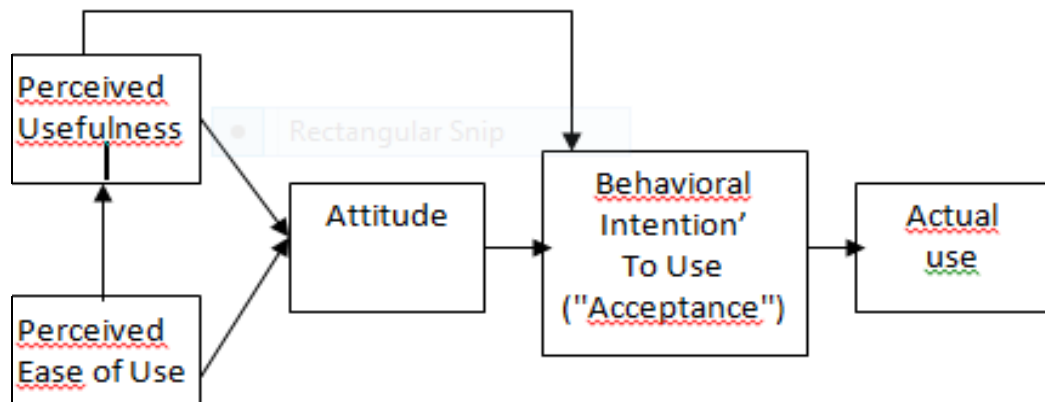 Perceived
Usefulness
Rectangular Snip
Attitude
Behavioral
Intention’
To Use
("Acceptance")
Actual
use
Perceived
Ease of Use